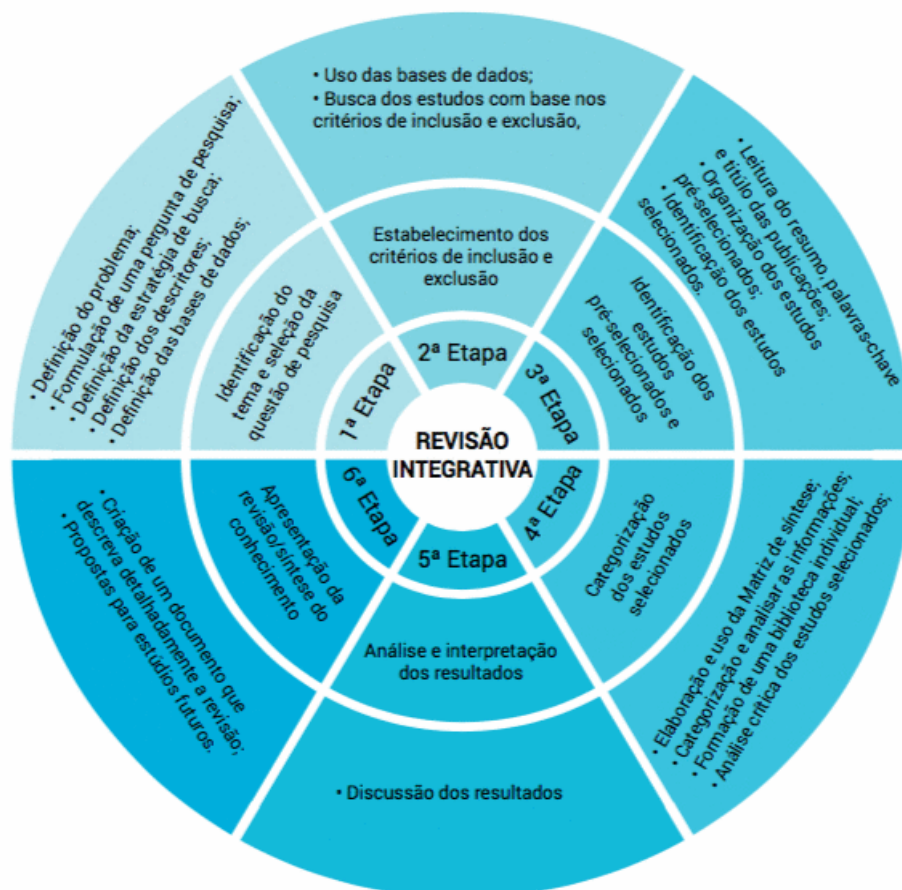 REVISÃO
INTEGRATIVA
1ª Etapa
Identificação do
tema e seleção da
questão de pesquisa
• Definição do problema;
• Formulação de uma pergunta de pesquisa;
• Definição da estratégia de busca;
• Definição dos descritores;
• Definição das bases de dados;
2ª Etapa
Estabelecimento dos
critérios de inclusão e
exclusão
• Uso das bases de dados;
• Busca dos estudos com base nos
critérios de inclusão e exclusão,
3ª Etapa
Identificação dos
estudos
pré-selecionados e
selecionados
• Leitura do resumo, palavras-chave
e titúlo das publicações;
• Organização dos estudos
pré-selecionados;
• Identificação dos estudos
selecionados.
4ª Etapa
Categorização
dos estudos
selecionados
• Elaboração e uso da Matriz de síntese;
• Categorização e analisar as informações;
• Formação de uma biblioteca individual;
• Análise crítica dos estudos selecionados;
5ª Etapa
Análise e interpretação
dos resultados
• Discussão dos resultados
6ª Etapa
Apresentação da
revisão/síntese do
conhecimento
• Criação de um documento que
descreva detalhadamente a revisão;
• Propostas para estúdios futuros.